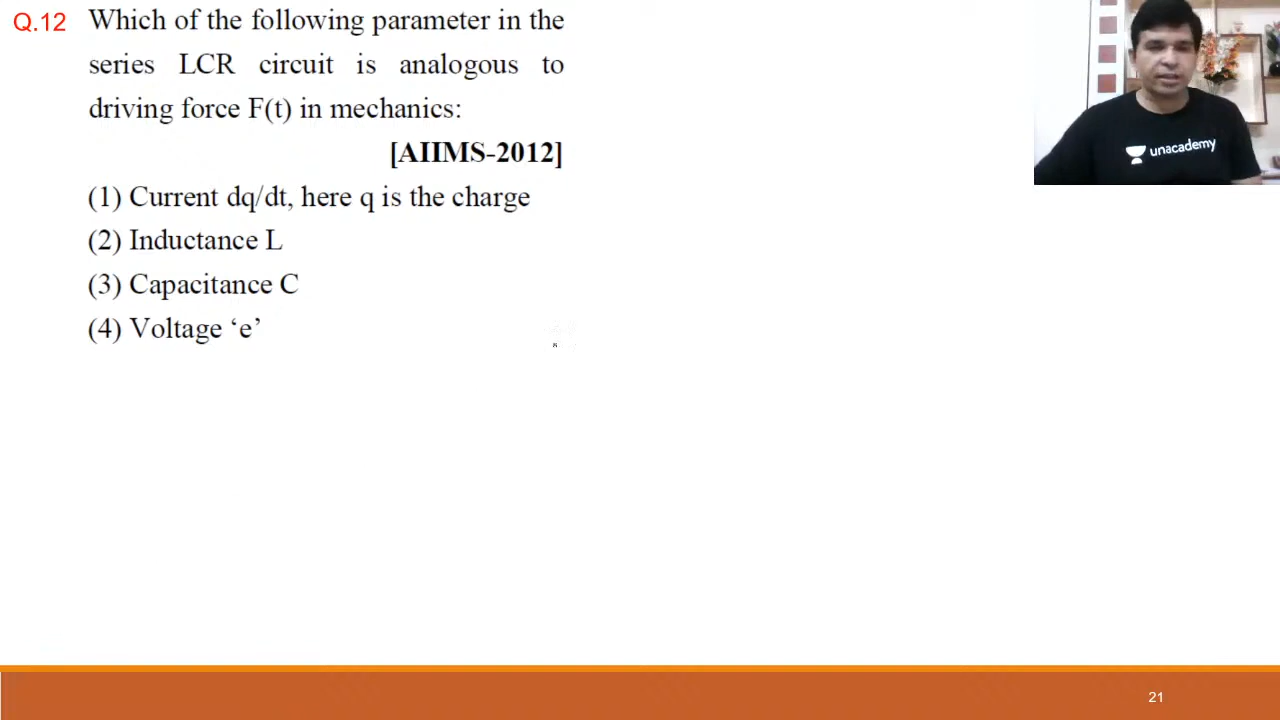 Q.12 Which of the following parameter in the
series LCR circuit is analogous to
driving force F(t) in mechanics:
[AIIMS-2012]
(1) Current dq/dt, here q is the charge
(2) Inductance L
(3) Capacitance C
(4) Voltage ‘e’
unacademy
21